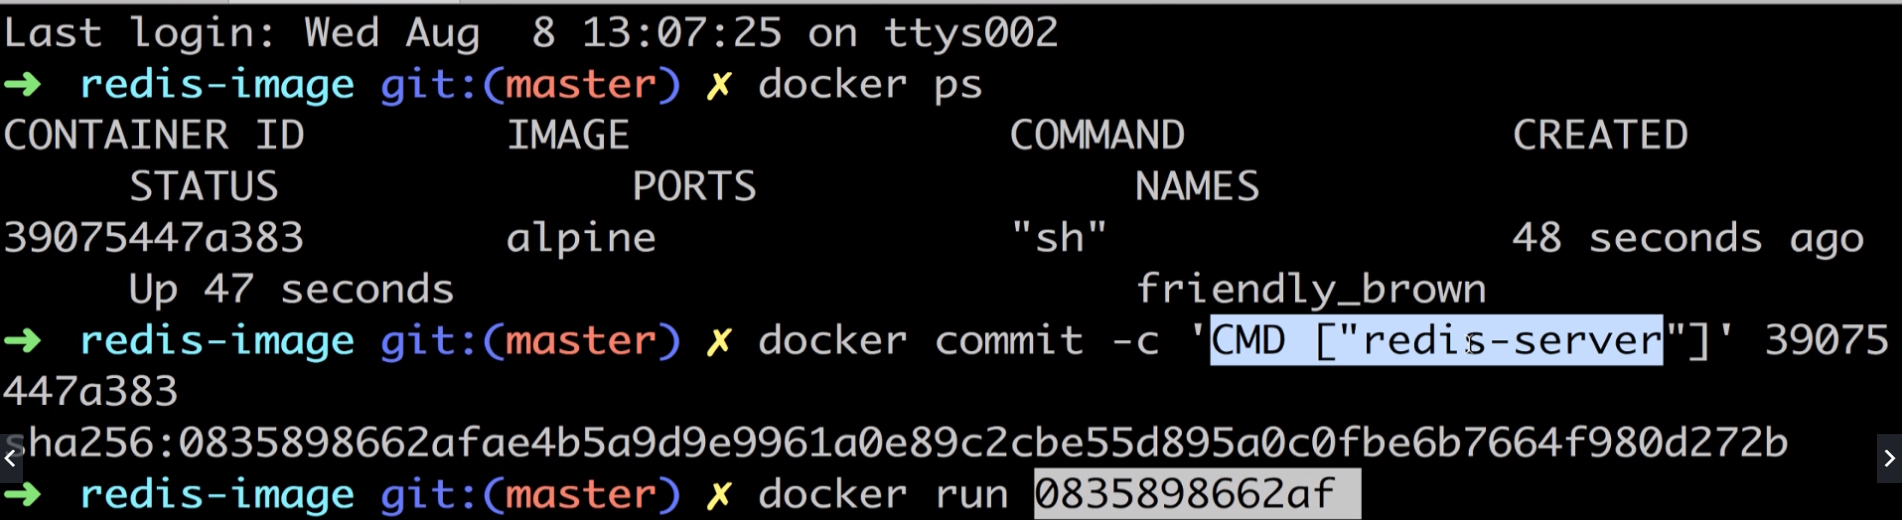 Last login: Wed Aug  8 13:07:25 on ttys002
➜  redis-image git:(master) ✗ docker ps
CONTAINER ID        IMAGE               COMMAND             CREATED
     STATUS              PORTS               NAMES
39075447a383        alpine              "sh"                48 seconds ago
     Up 47 seconds                           friendly_brown
➜  redis-image git:(master) ✗ docker commit -c 'CMD ["redis-server"]' 39075
447a383
sha256:0835898662afae4b5a9d9e9961a0e89c2cbe55d895a0c0fbe6b7664f980d272b
➜  redis-image git:(master) ✗ docker run 0835898662af